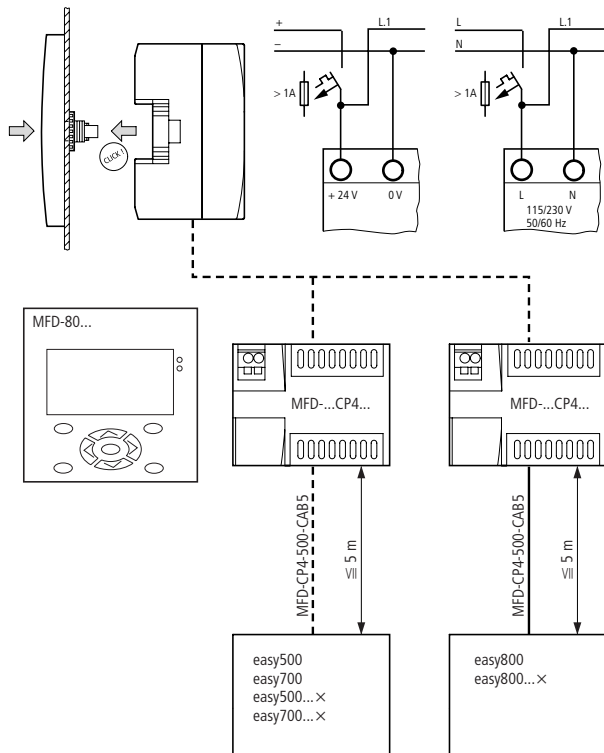 +
L.1
–
> 1A
+ 24 V
0 V
L
L.1
N
> 1A
L
N
115/230 V
50/60 Hz
CLICK !
MFD-80...
MFD-...CP4...
MFD-...CP4...
MFD-CP4-500-CAB5
≦ 5 m
MFD-CP4-500-CAB5
≦ 5 m
easy500
easy700
easy500...×
easy700...×
easy800
easy800...×